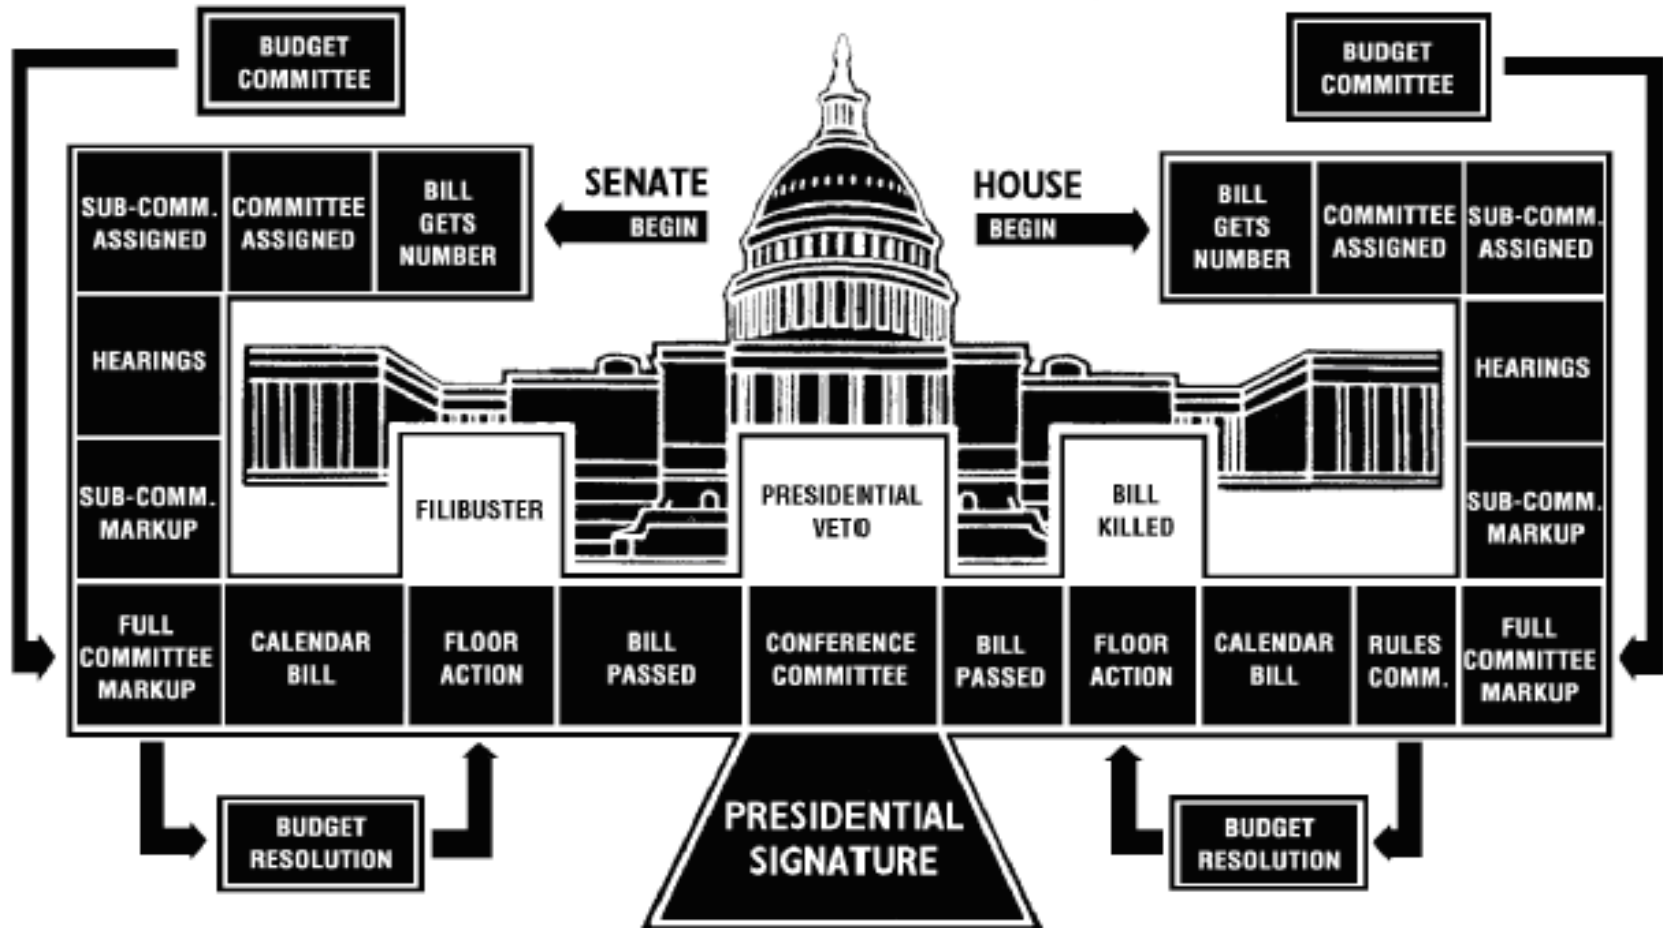 BUDGET
COMMITTEE
BUDGET
COMMITTEE
SENATE
BEGIN
HOUSE
BEGIN
SUB-COMM.
ASSIGNED
COMMITTEE
ASSIGNED
BILL
GETS
NUMBER
BILL
GETS
NUMBER
COMMITTEE
ASSIGNED
SUB-COMM.
ASSIGNED
HEARINGS
HEARINGS
SUB-COMM.
MARKUP
FILIBUSTER
PRESIDENTIAL
VETO
BILL
KILLED
SUB-COMM.
MARKUP
FULL
COMMITTEE
MARKUP
CALENDAR
BILL
FLOOR
ACTION
BILL
PASSED
CONFERENCE
COMMITTEE
BILL
PASSED
FLOOR
ACTION
CALENDAR
BILL
RULES
COMM.
FULL
COMMITTEE
MARKUP
BUDGET
RESOLUTION
PRESIDENTIAL
SIGNATURE
BUDGET
RESOLUTION